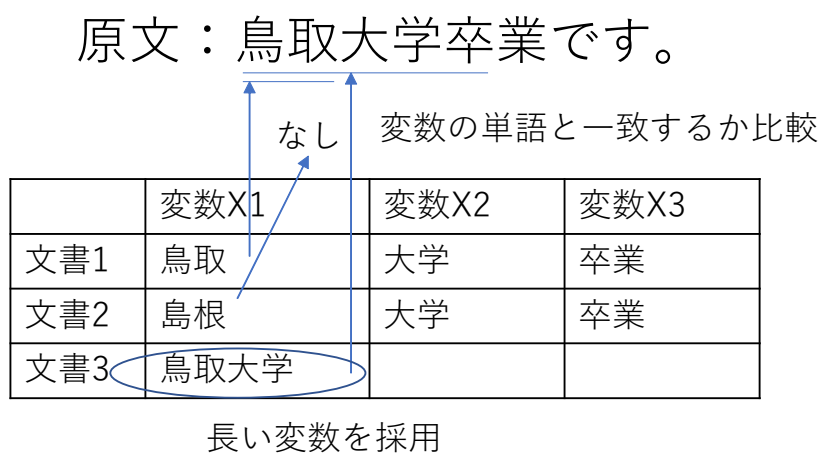 原文：鳥取大学卒業です。
なし
変数の単語と一致するか比較
変数X1 変数X2 変数X3
文書1 鳥取 大学 卒業
文書2 島根 大学 卒業
文書3 鳥取大学
長い変数を採用